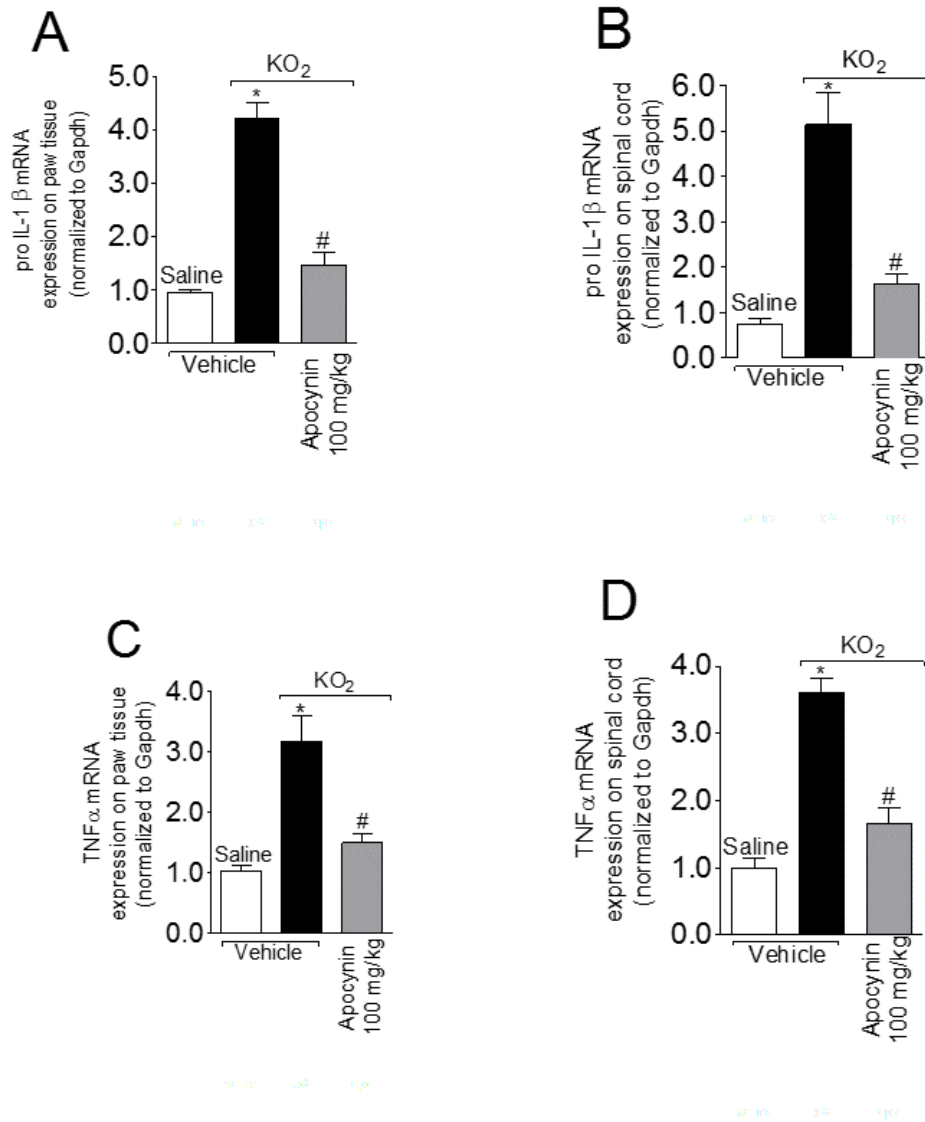 A
KO2
*
5.0
4.0
3.0
2.0
1.0
0.0
pro IL-1 β mRNA
expression on paw tissue
(normalized to Gapdh)
Saline
#
Vehicle
Apocynin
100 mg/kg
B
KO2
*
6.0
5.0
4.0
3.0
2.0
1.0
0.0
pro IL-1β mRNA
expression on spinal cord
(normalized to Gapdh)
Saline
#
Vehicle
Apocynin
100 mg/kg
C
KO2
*
4.0
3.0
2.0
1.0
0.0
TNFα mRNA
expression on paw tissue
(normalized to Gapdh)
Saline
#
Vehicle
Apocynin
100 mg/kg
D
KO2
*
4.0
3.0
2.0
1.0
0.0
TNFα mRNA
expression on spinal cord
(normalized to Gapdh)
Saline
#
Vehicle
Apocynin
100 mg/kg